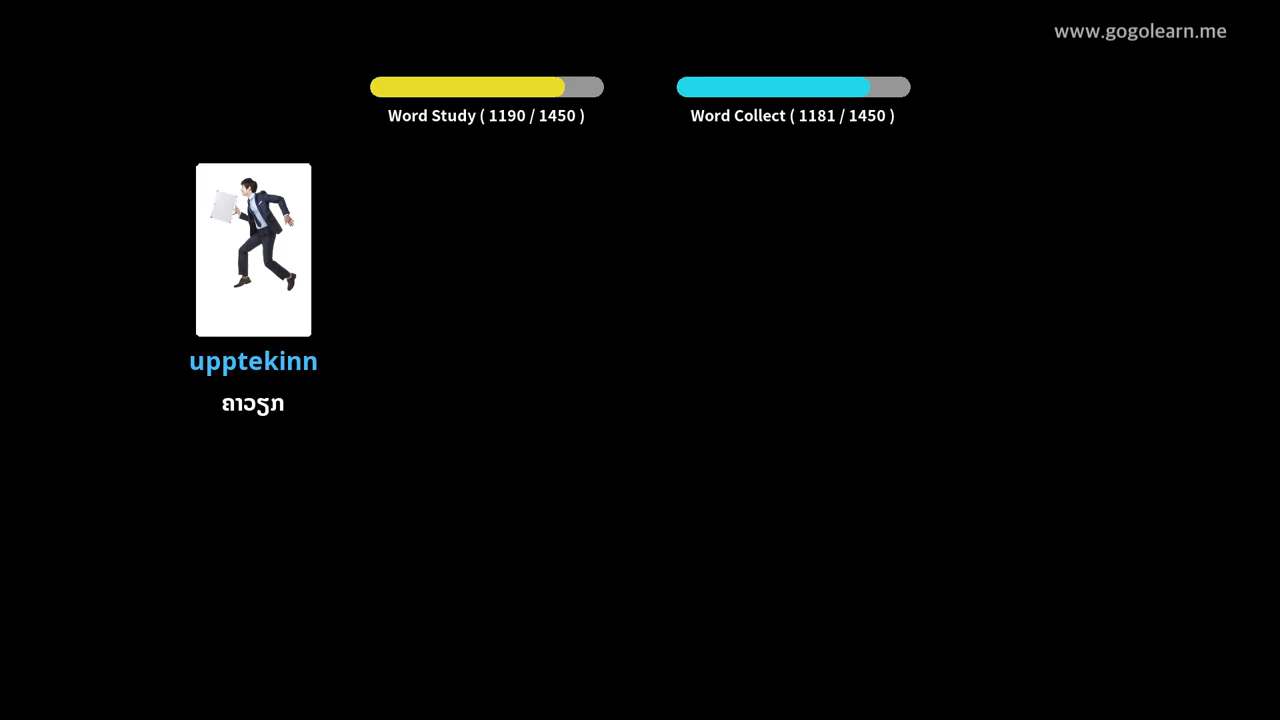 www.gogolearn.me
Word Study ( 1190 / 1450 )
Word Collect ( 1181 / 1450 )
upptekinn
ຄາວຽກ